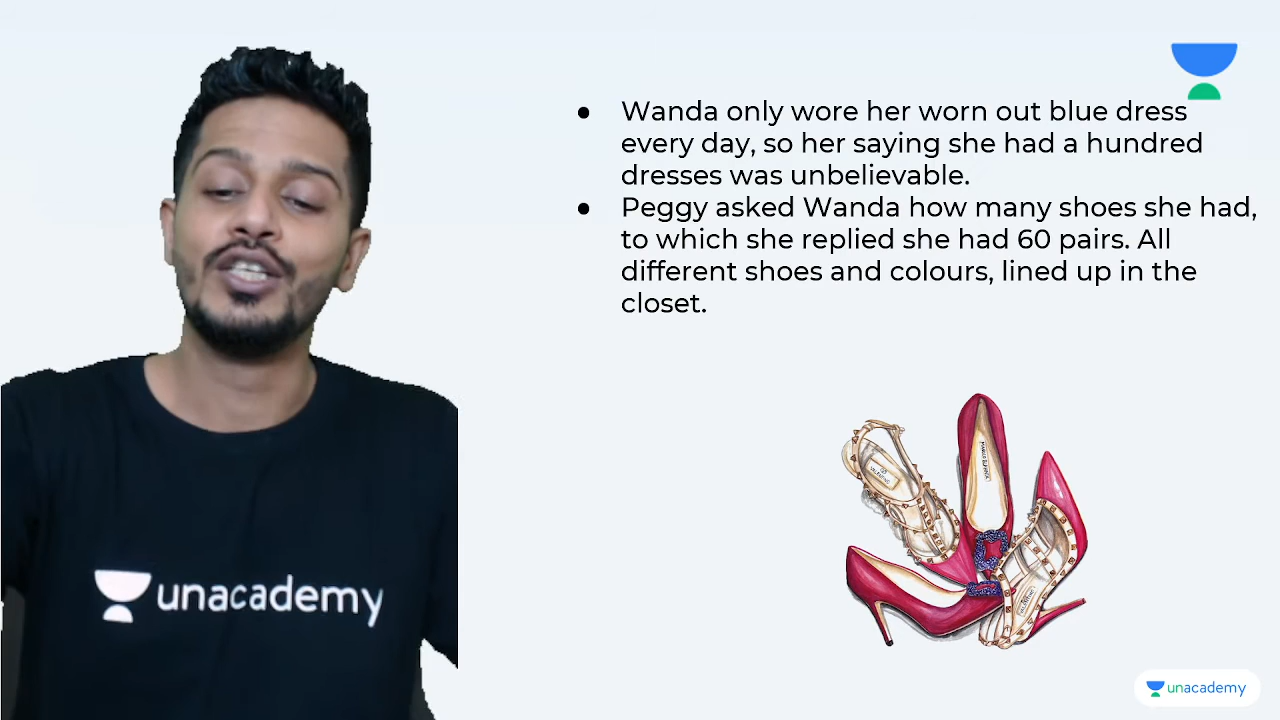 ● Wanda only wore her worn out blue dress
every day, so her saying she had a hundred
dresses was unbelievable.
● Peggy asked Wanda how many shoes she had,
to which she replied she had 60 pairs. All
different shoes and colours, lined up in the
closet.
unacademy
unacademy